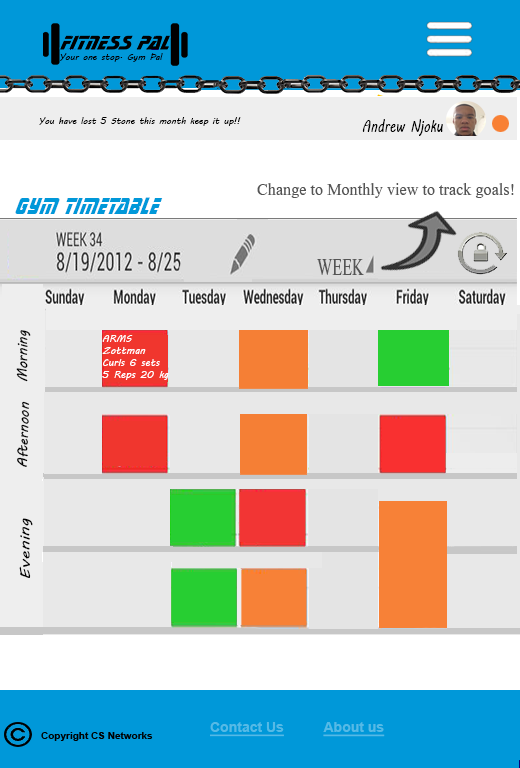 FITNESS PAL
Your one stop- Gym Pal
You have lost 5 Stone this month keep it up!!
Andrew Njoku
Change to Monthly view to track goals!
GYM TIMETABLE
WEEK 34
8/19/2012 - 8/25
WEEK
Sunday Monday Tuesday Wednesday Thursday Friday Saturday
Morning
ARMS
Zottman
Curls 6 sets
5 Reps 20 kg
Afternoon
Evening
© Copyright CS Networks
Contact Us
About us